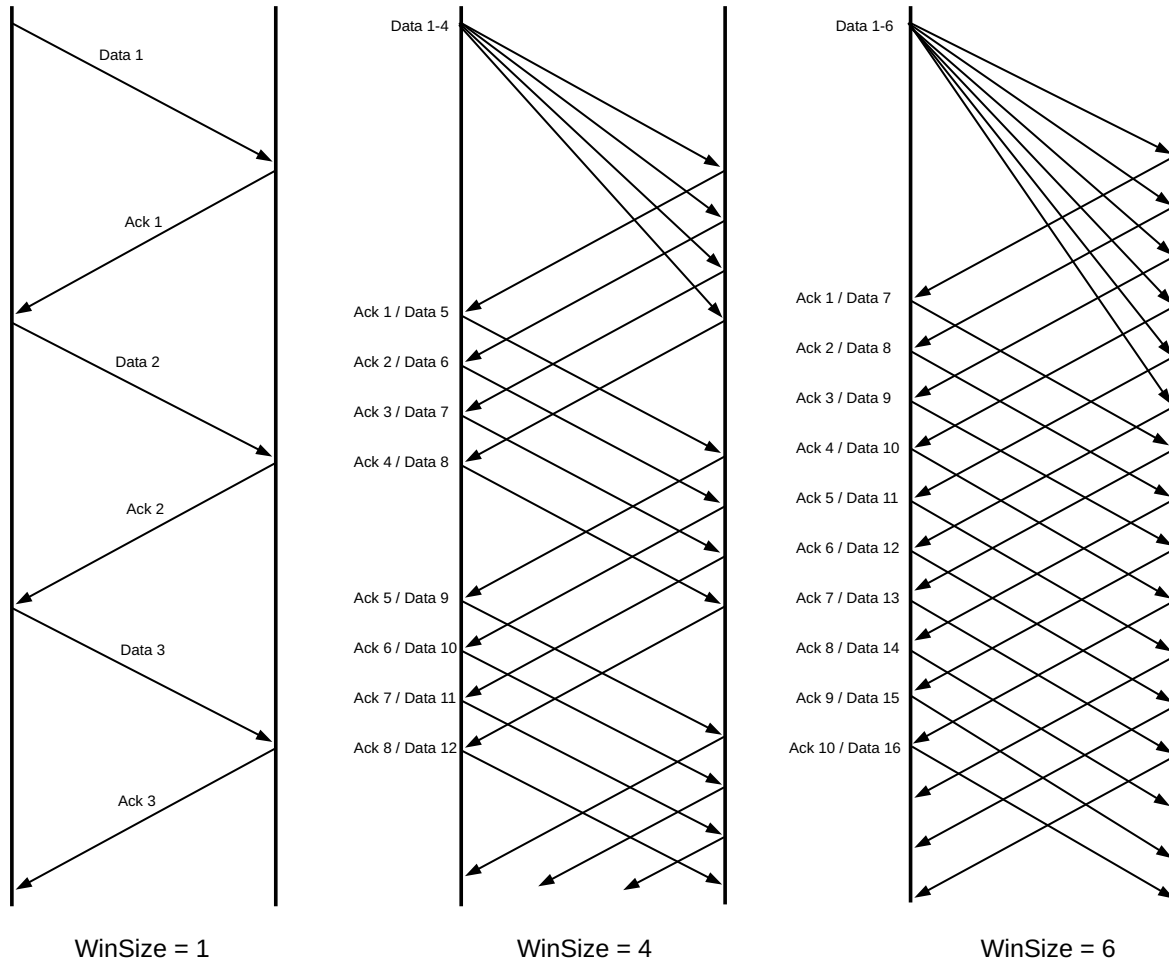 Data 1
Ack 1
Data 2
Ack 2
Data 3
Ack 3
WinSize = 1
Data 1-4
Ack 1 / Data 5
Ack 2 / Data 6
Ack 3 / Data 7
Ack 4 / Data 8
Ack 5 / Data 9
Ack 6 / Data 10
Ack 7 / Data 11
Ack 8 / Data 12
WinSize = 4
Data 1-6
Ack 1 / Data 7
Ack 2 / Data 8
Ack 3 / Data 9
Ack 4 / Data 10
Ack 5 / Data 11
Ack 6 / Data 12
Ack 7 / Data 13
Ack 8 / Data 14
Ack 9 / Data 15
Ack 10 / Data 16
WinSize = 6